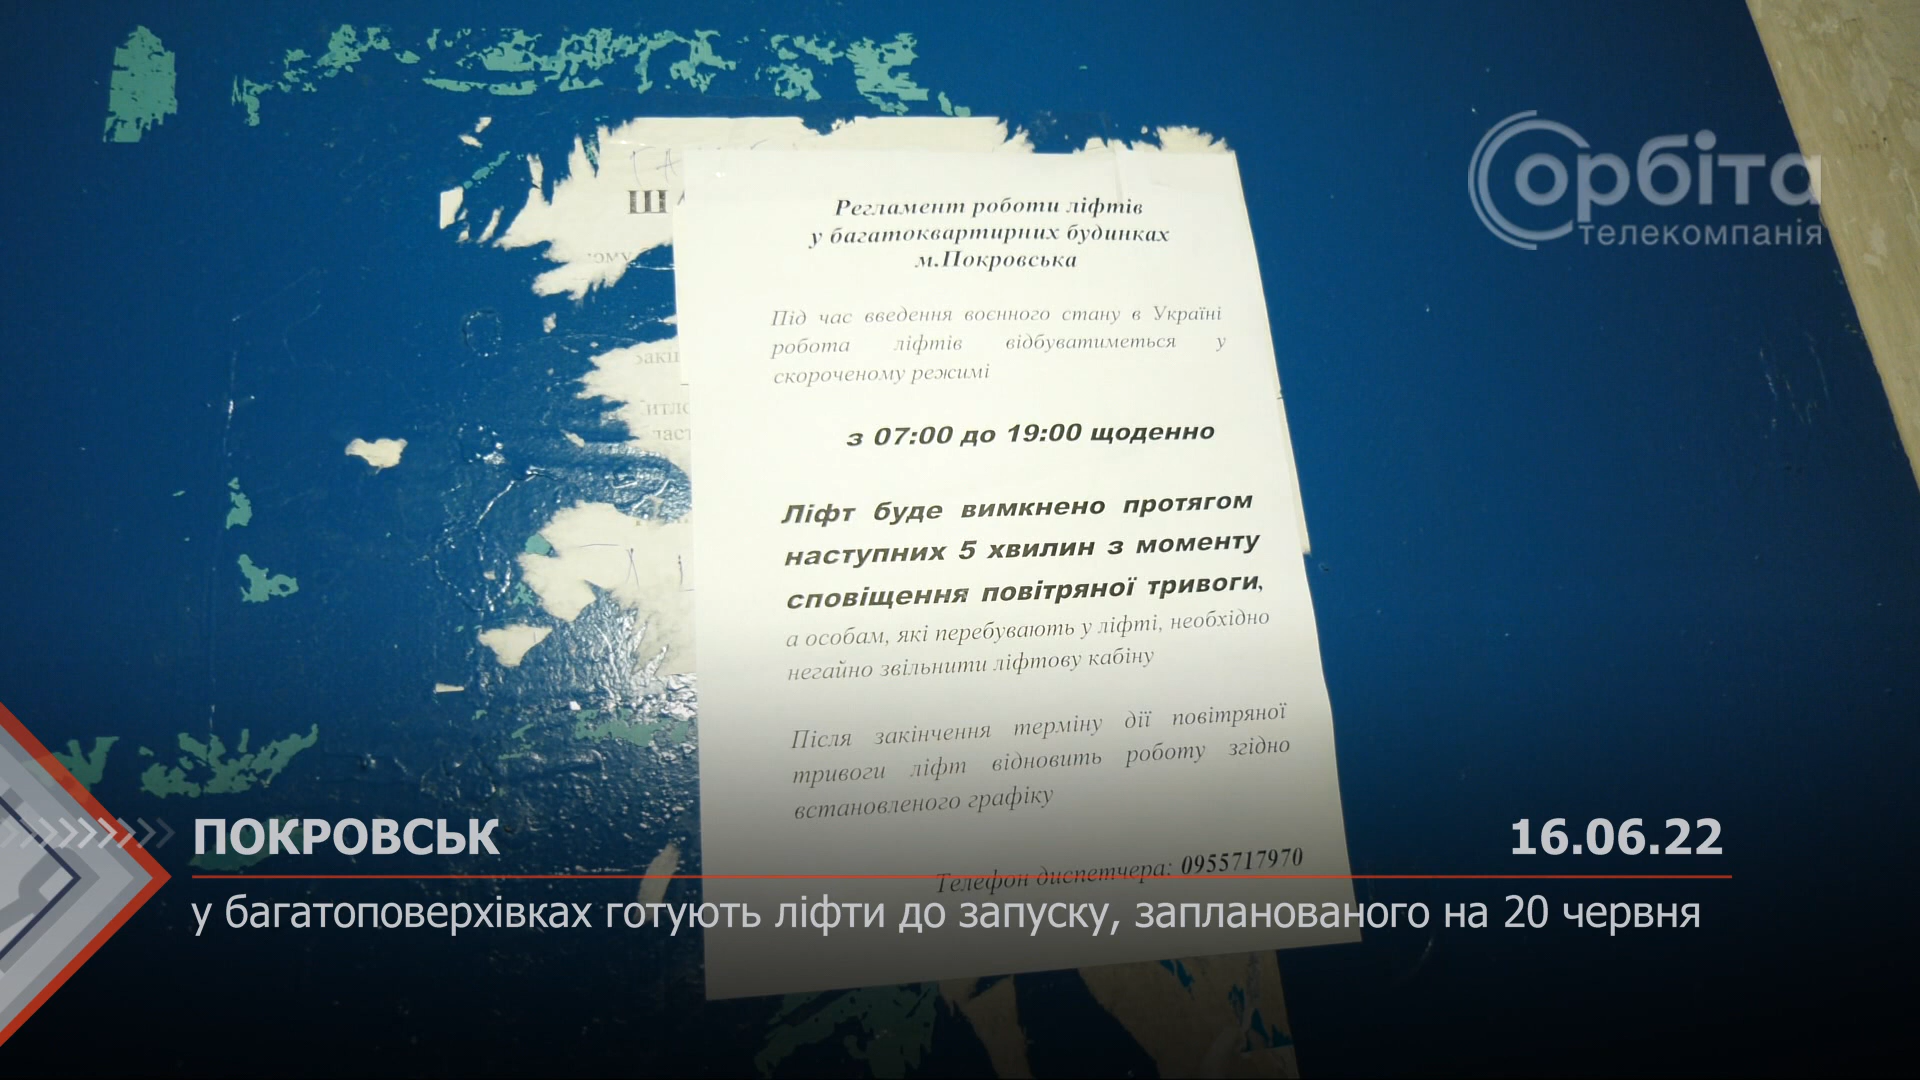 орбіта
телекомпанія
Регламент роботи ліфтів
у багатоквартирних будинках
м.Покровська
Під час введення воєнного стану в Україні
робота ліфтів відбуватиметься у
скороченому режимі
з 07:00 до 19:00 щоденно
Ліфт буде вимкнено протягом
наступних 5 хвилин з моменту
сповіщення повітряної тривоги,
а особам, які перебувають у ліфті, необхідно
негайно звільнити ліфтову кабіну
Після закінчення терміну дії повітряної
тривоги ліфт відновить роботу згідно
встановленого графіку
Телефон диспетчера: 0955717970
ПОКРОВСЬК
16.06.22
у багатоповерхівках готують ліфти до запуску, запланованого на 20 червня